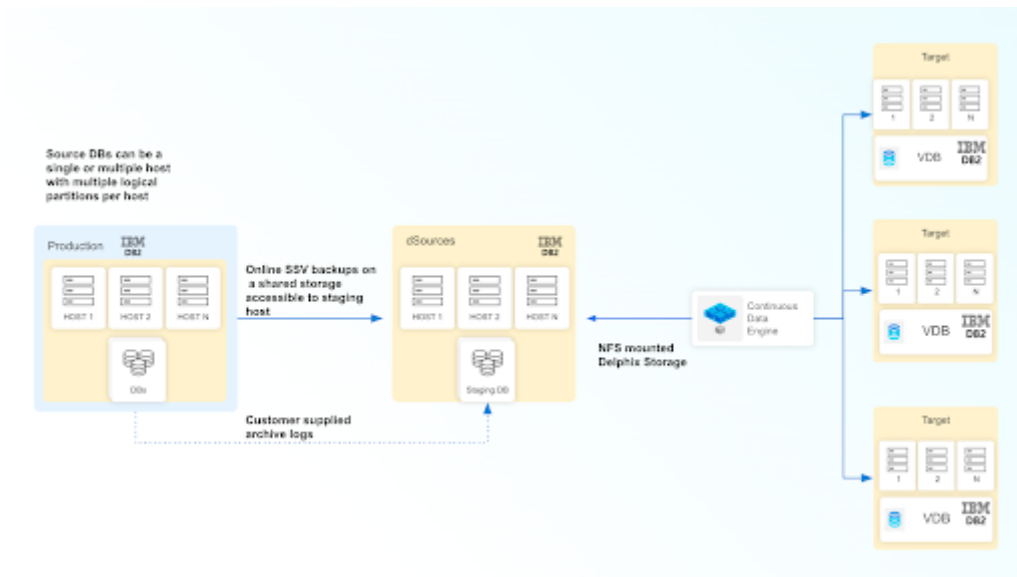 Source DBs can be a
single or multiple host
with multiple logical
partitions per host
Production
IBM
DB2
HOST 1
HOST 2
HOST N
DBs
Online SSV backups on
a shared storage
accessible to staging
host
Customer supplied
archive logs
dSources
IBM
DB2
HOST 1
HOST 2
HOST N
Staging DB
NFS mounted
Delphix Storage
Continuous
Data
Engine
Target
1
2
N
VDB
IBM
DB2
Target
1
2
N
VDB
IBM
DB2
Target
1
2
N
VDB
IBM
DB2